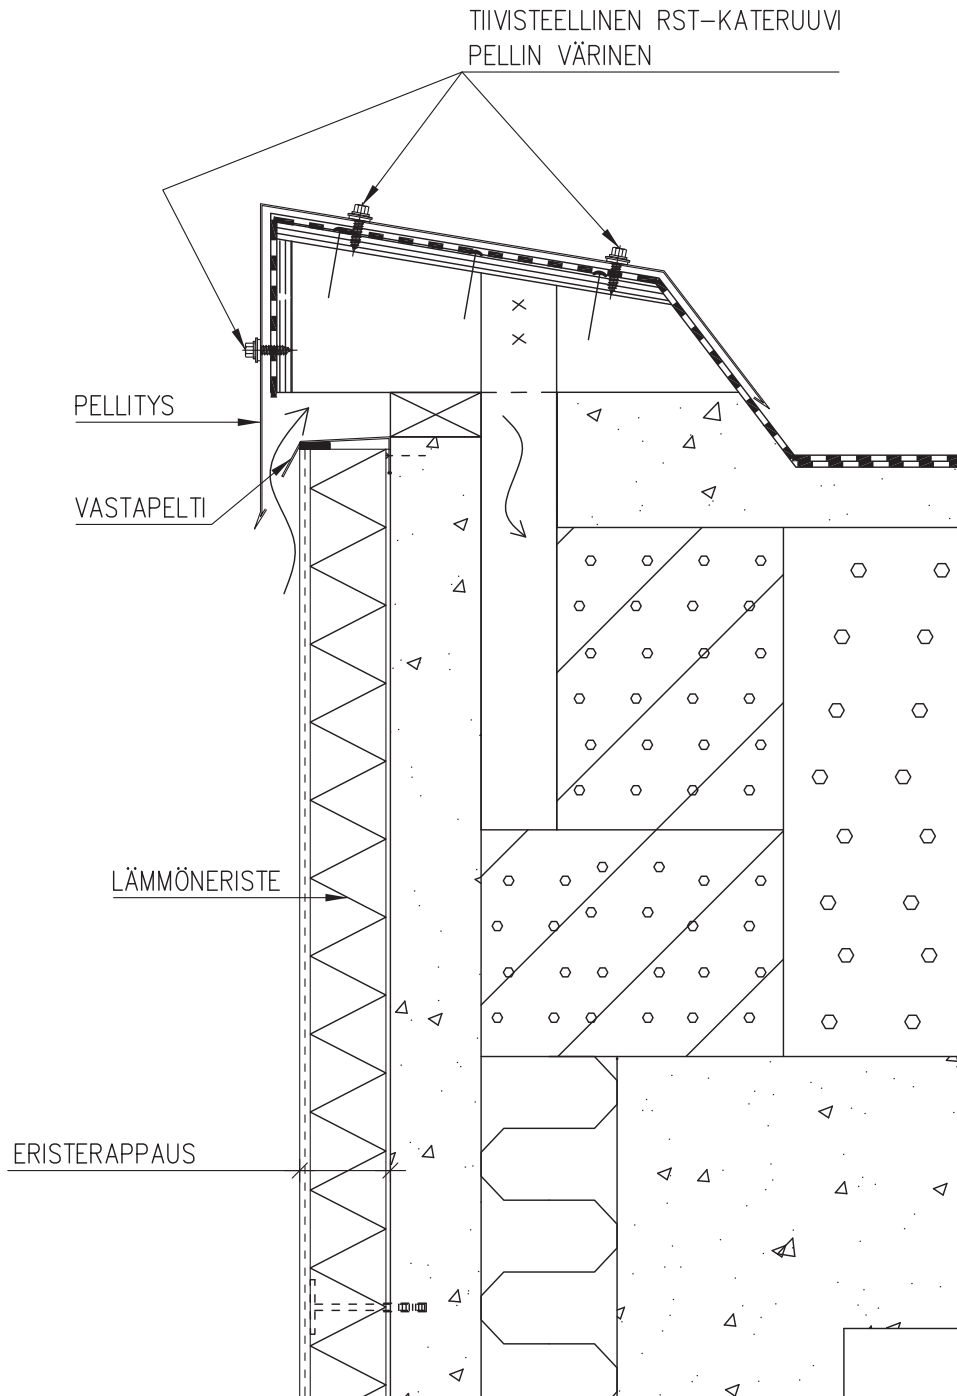 TIIVISTEELLINEN RST-KATERUUVI
PELLIN VÄRINEN
PELLITYS
VASTAPELTI
LÄMMÖNERISTE
ERISTERAPPAUS